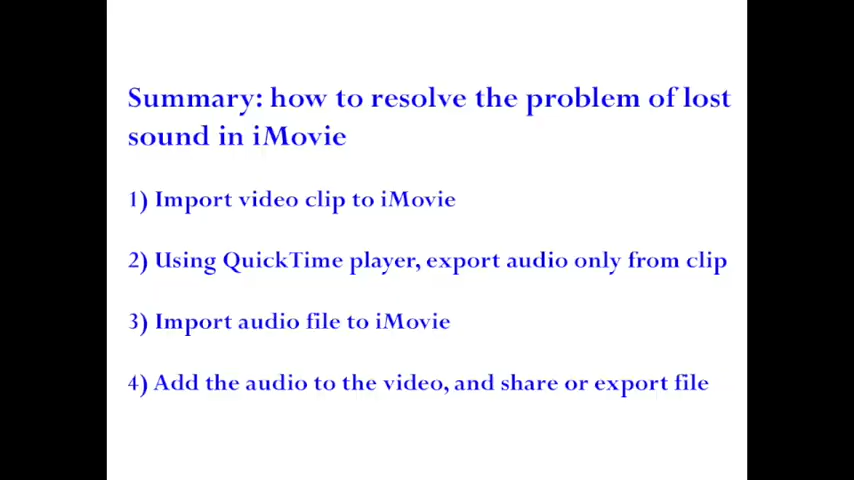 Summary: how to resolve the problem of lost
sound in iMovie
1) Import video clip to iMovie
2) Using QuickTime player, export audio only from clip
3) Import audio file to iMovie
4) Add the audio to the video, and share or export file